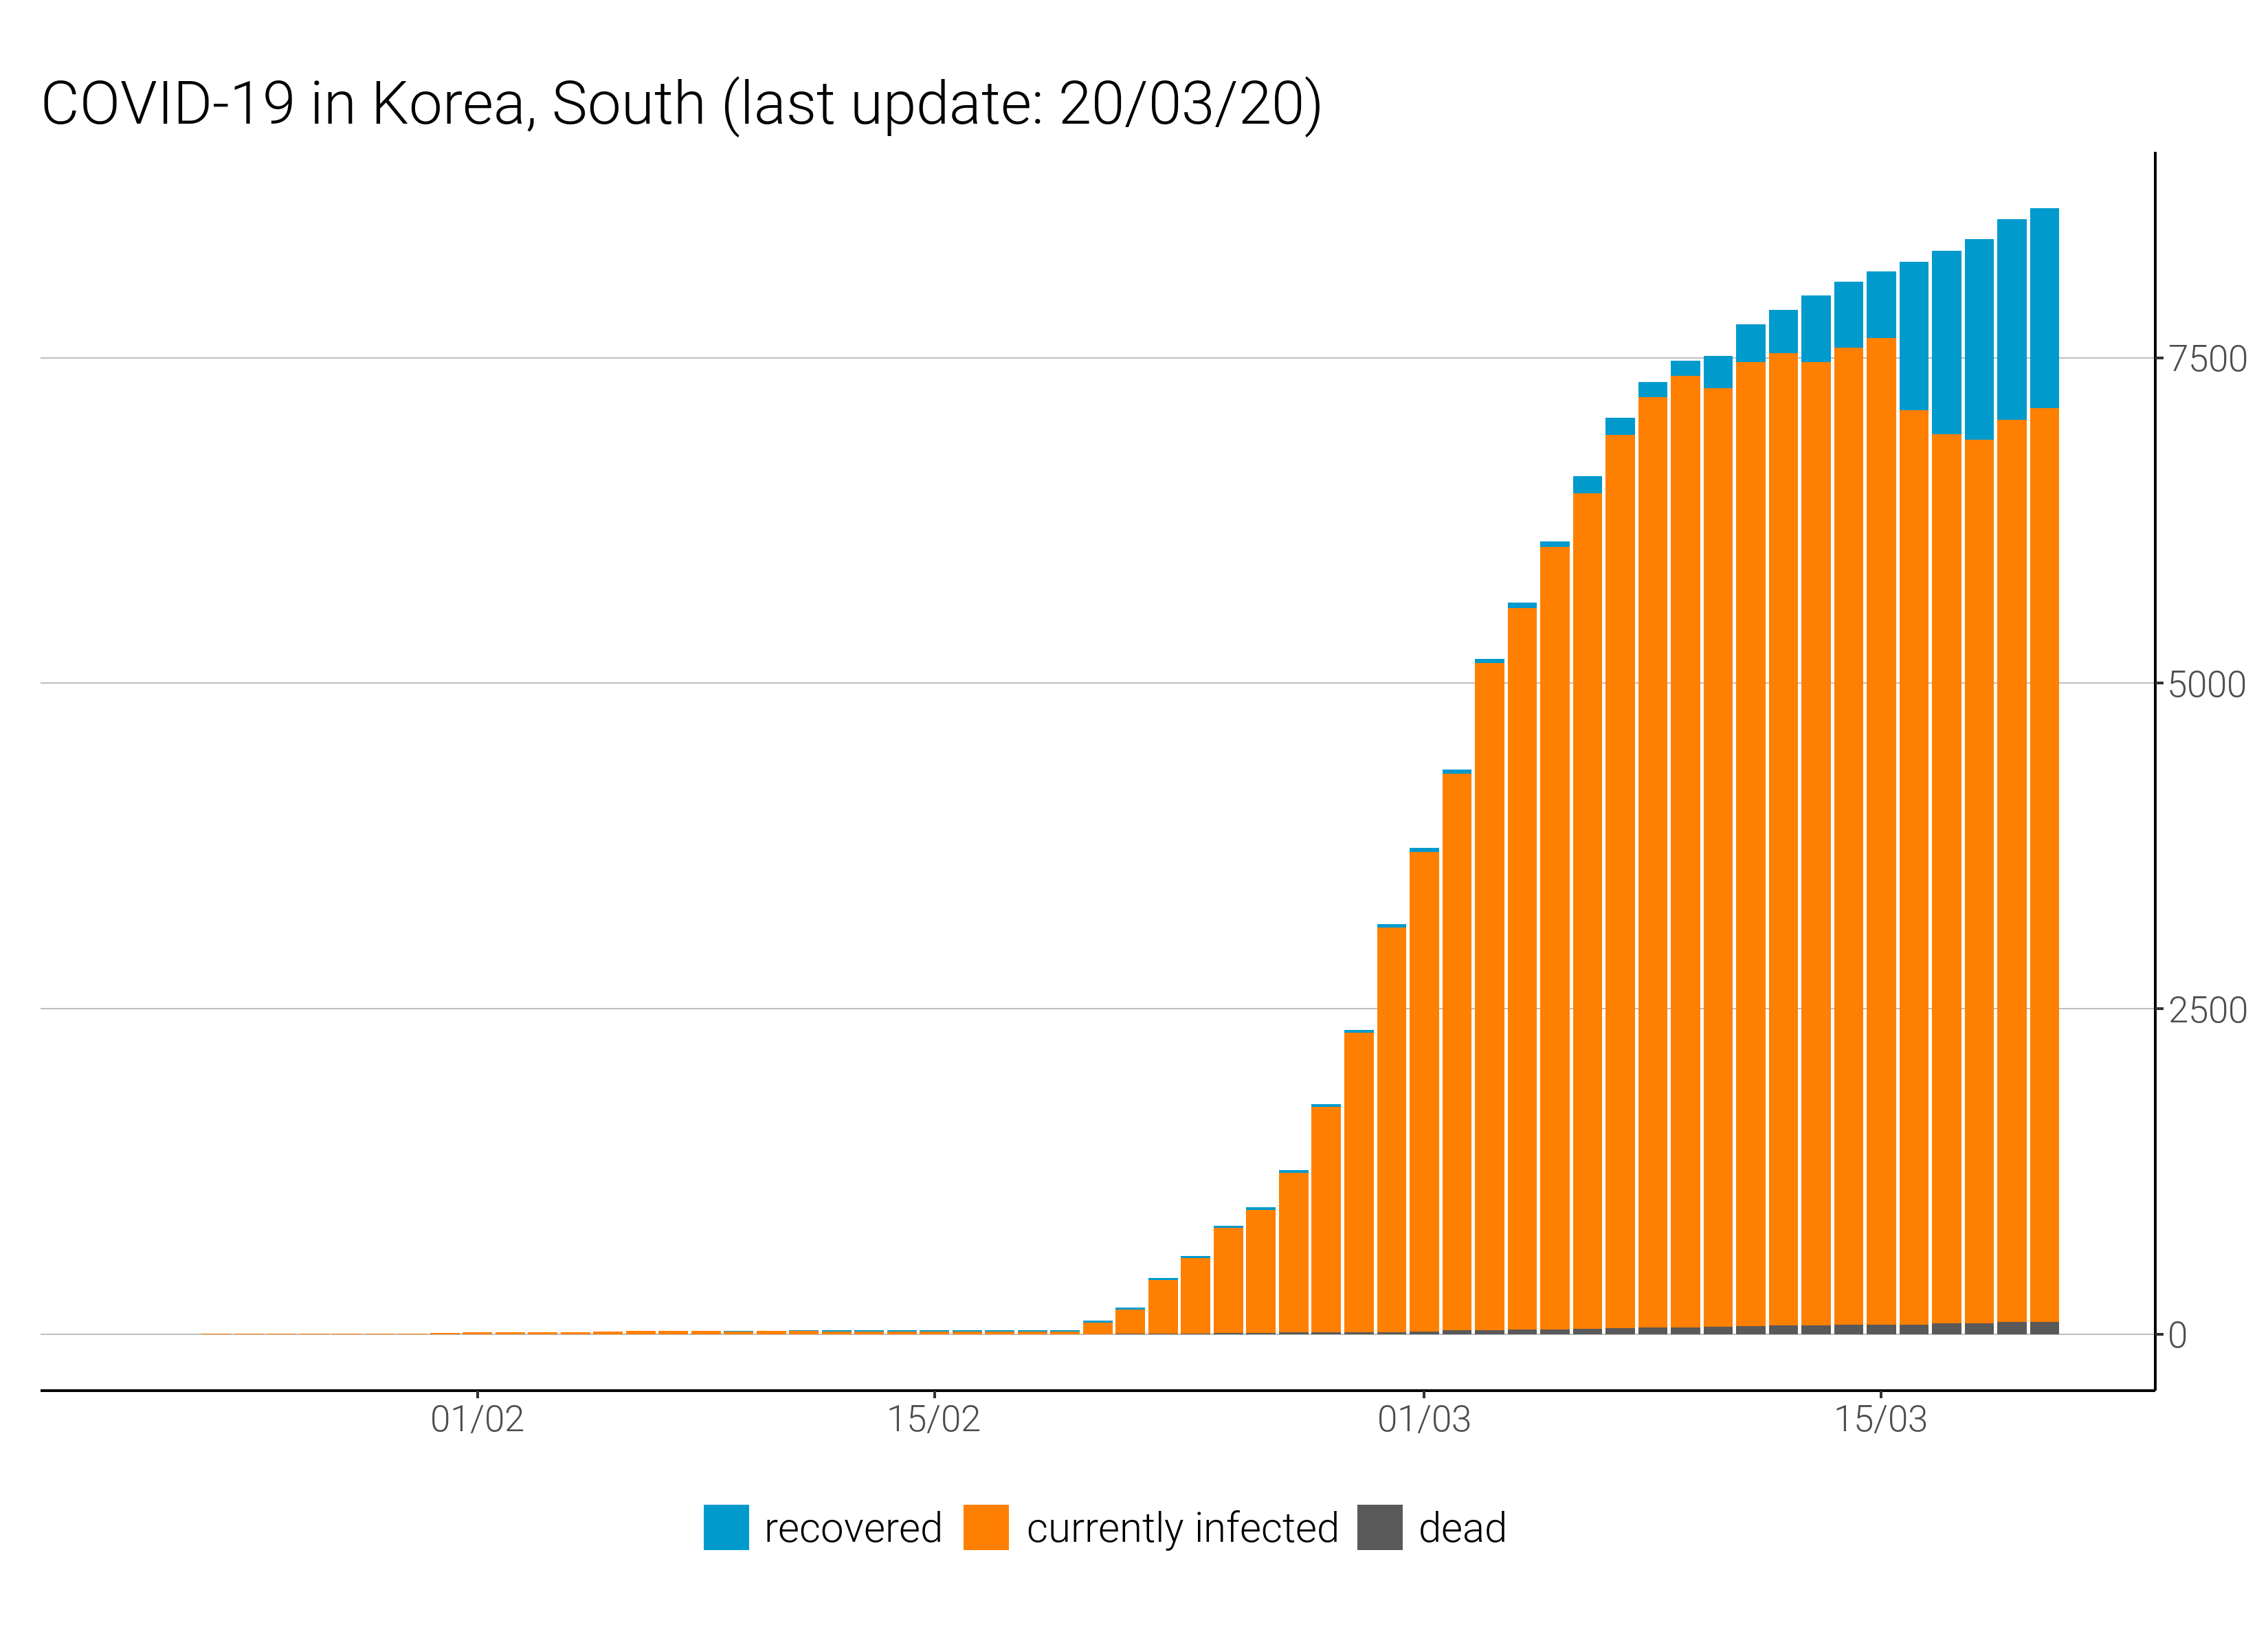 COVID-19 in Korea, South (last update: 20/03/20)
7500
5000
2500
0
01/02 15/02 01/03 15/03
recovered currently infected dead